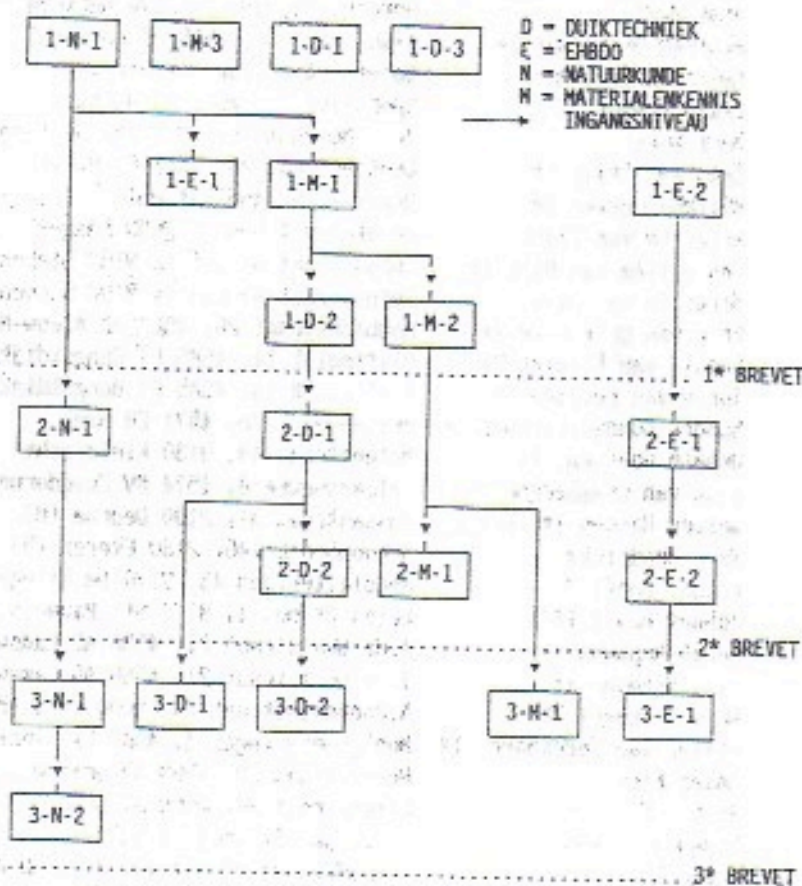 1-N-1 1-M-3 1-D-1 1-D-3
D = DUIKTECHNIEK
E = EHBDO
N = NATUURKUNDE
M = MATERIALENKENNIS
INGANGSNIVEAU
1-E-1 1-M-1 1-E-2
1-D-2 1-M-2
1* BREVET
2-N-1 2-D-1 2-E-1
2-D-2 2-M-1 2-E-2
2* BREVET
3-N-1 3-D-1 3-D-2 3-M-1 3-E-1
3-N-2
3* BREVET